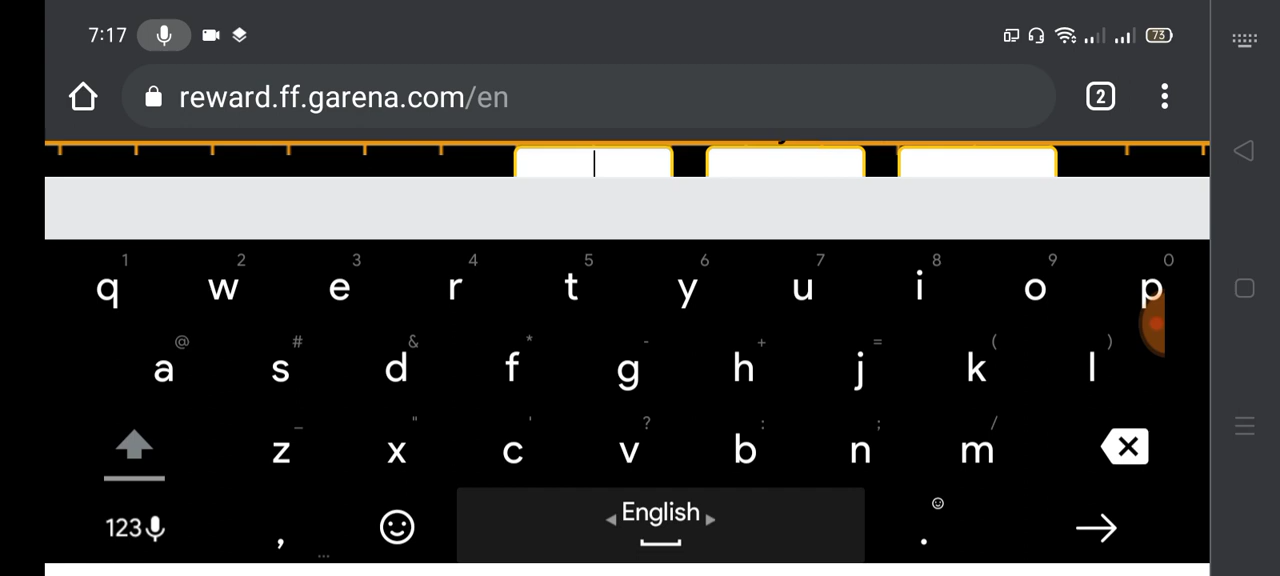 7:17 73
reward.ff.garena.com/en 2
1 2 3 4 5 6 7 8 9 0
q w e r t y u i o p
@ # & * - + = ( )
a s d f g h j k l
_ " ' ? : ; /
z x c v b n m
123 , ... English .